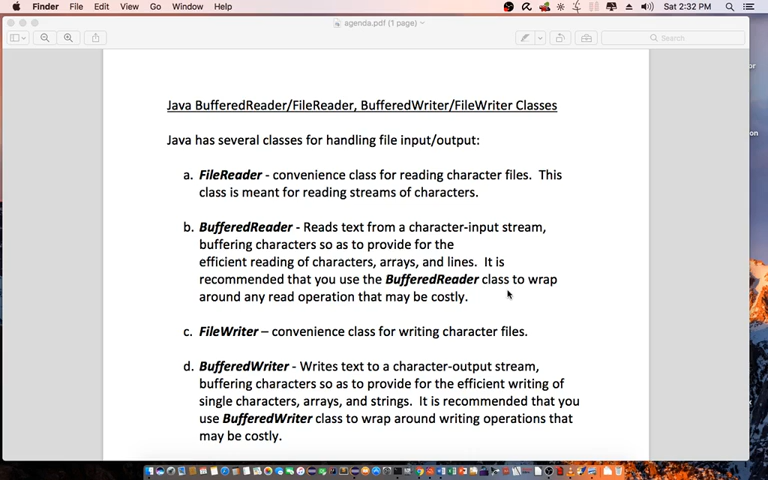 Finder File Edit View Go Window Help Sat 2:32 PM
agenda.pdf (1 page)
Search
Java BufferedReader/FileReader, BufferedWriter/FileWriter Classes
Java has several classes for handling file input/output:
a. FileReader - convenience class for reading character files. This
class is meant for reading streams of characters.
b. BufferedReader - Reads text from a character-input stream,
buffering characters so as to provide for the
efficient reading of characters, arrays, and lines. It is
recommended that you use the BufferedReader class to wrap
around any read operation that may be costly.
c. FileWriter – convenience class for writing character files.
d. BufferedWriter - Writes text to a character-output stream,
buffering characters so as to provide for the efficient writing of
single characters, arrays, and strings. It is recommended that you
use BufferedWriter class to wrap around writing operations that
may be costly.